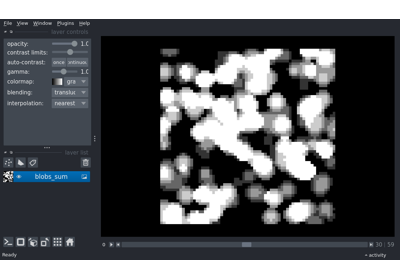 File View Window Plugins Help
layer controls
opacity: 1.0
contrast limits:
auto-contrast: once continuous
gamma: 1.0
colormap: gra
blending: translu
interpolation: nearest
layer list
blobs_sum
0 30 59
Ready activity